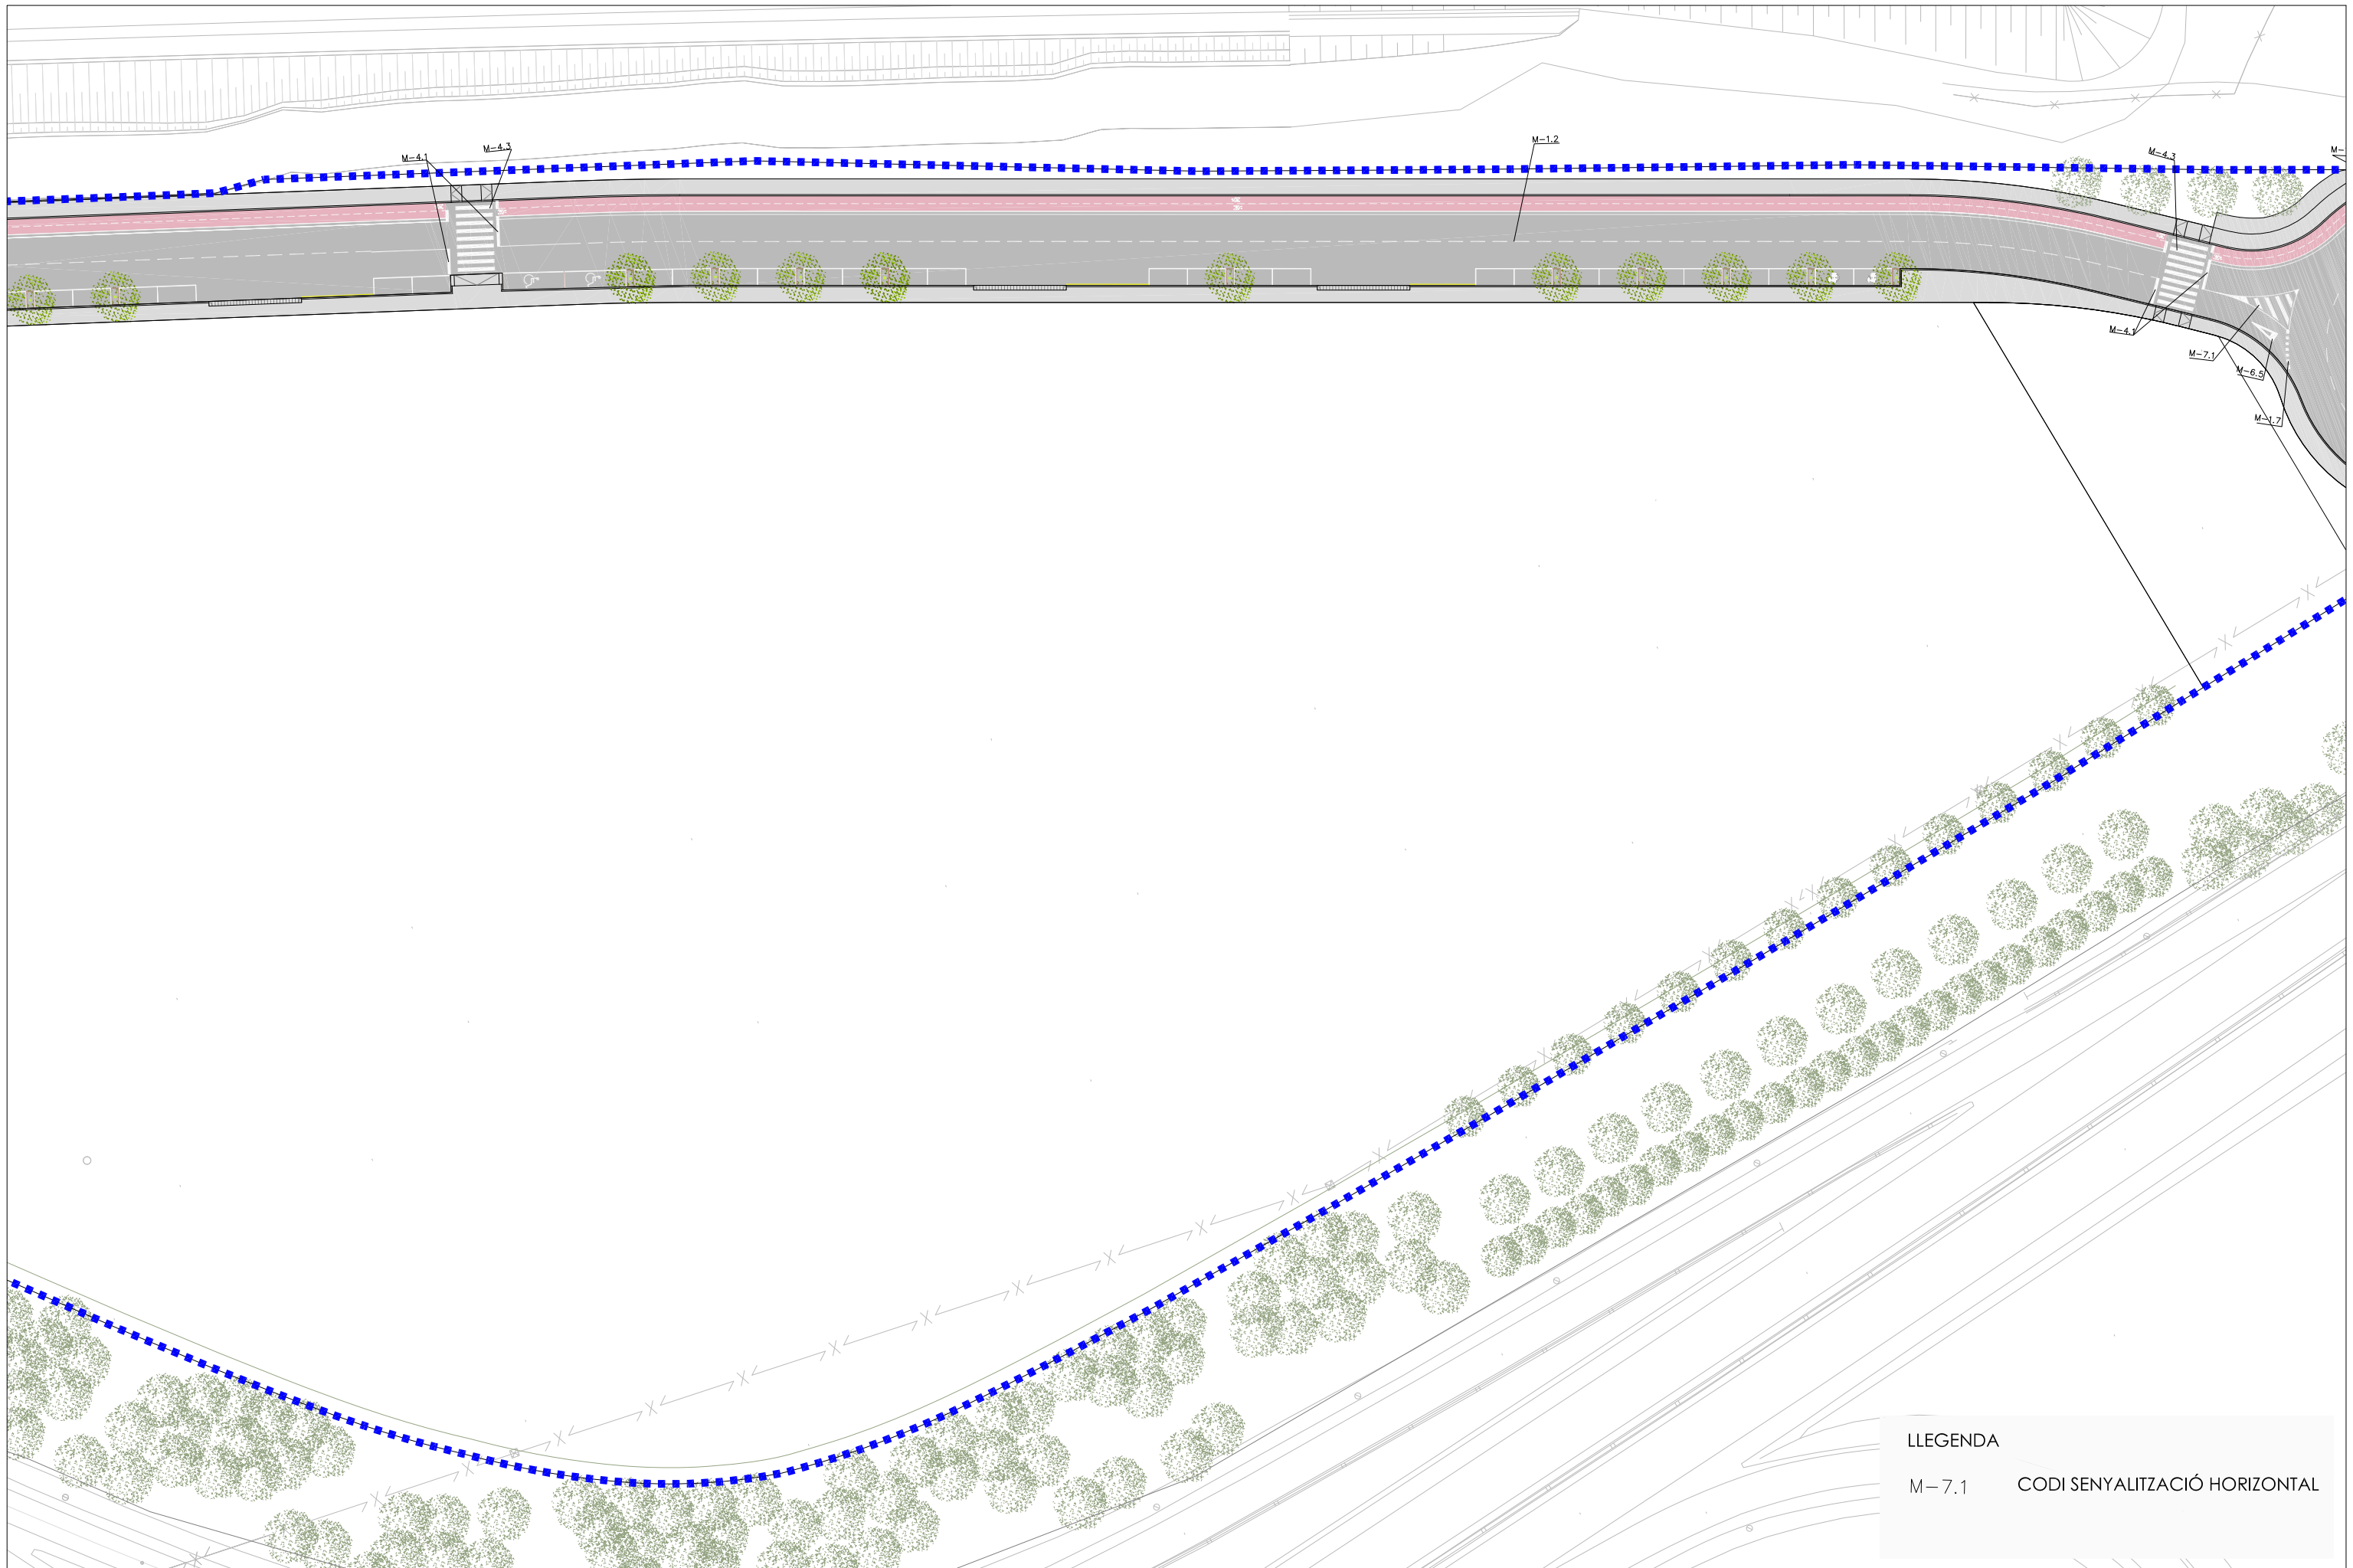 M-1.2
M-4.3
M-4.1
M-4.3
M-
M-4.1
M-7.1
M-6.5
M-1.7
LLEGENDA
M-7.1 CODI SENYALITZACIÓ HORIZONTAL